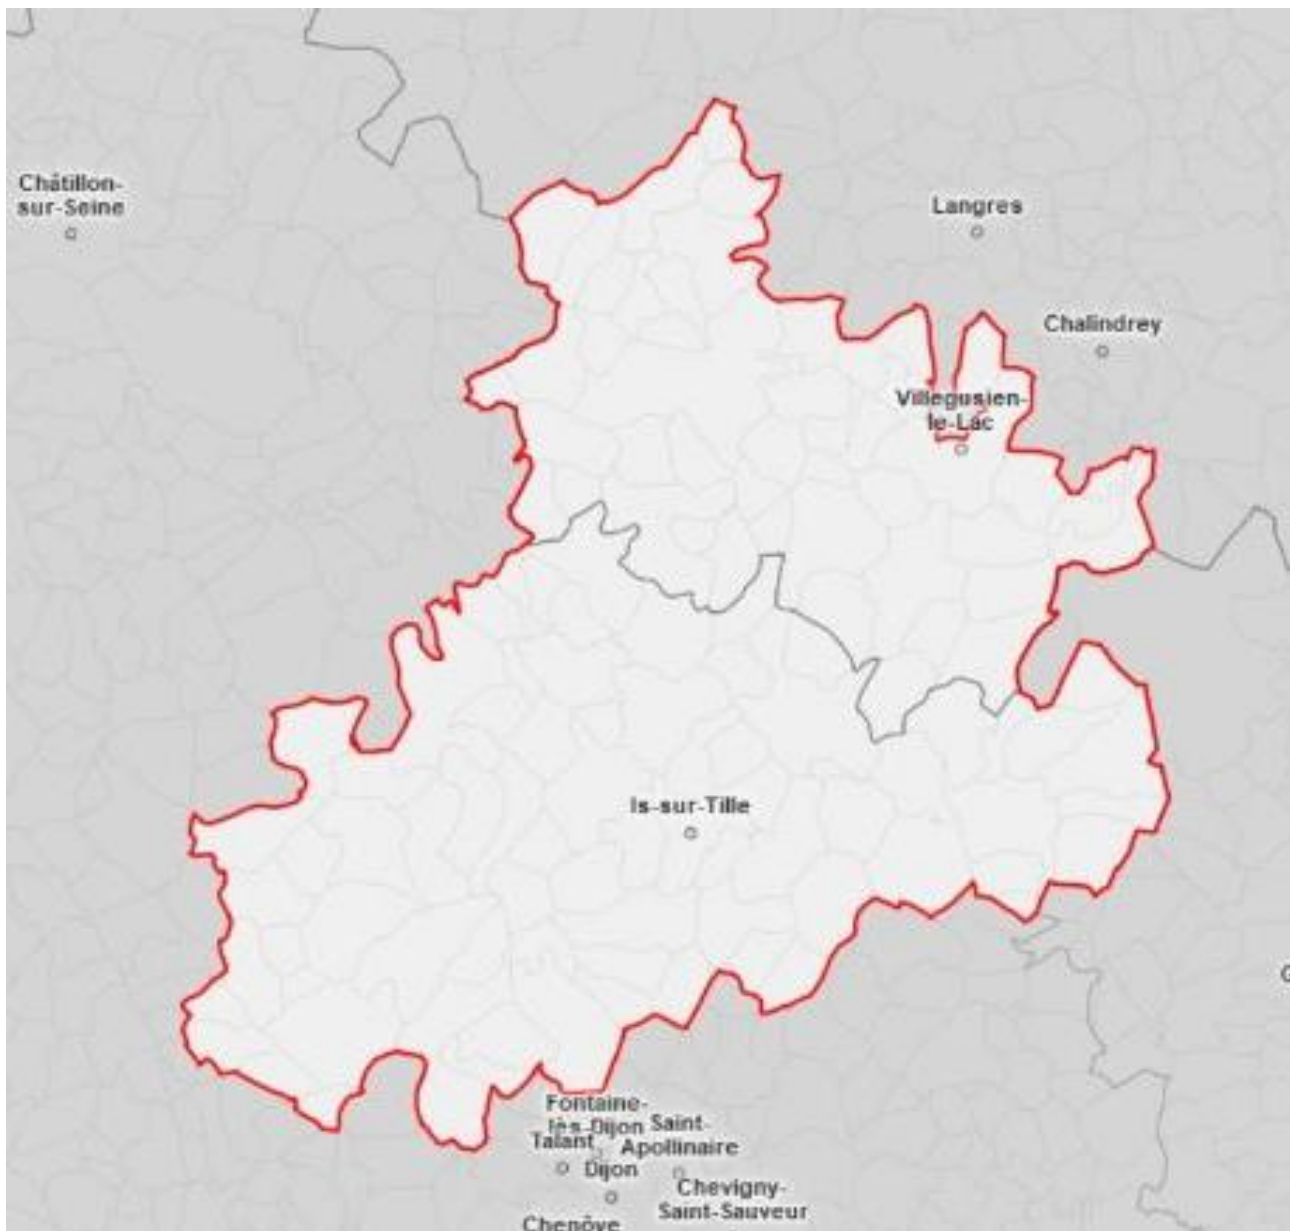 Châtillon-
sur-Seine
Langres
Chalindrey
Villegusien-
le-Lac
Is-sur-Tille
G
Fontaine-
lès-Dijon
Saint-
Apollinaire
Talant
Dijon
Chevigny-
Saint-Sauveur
Chenôve